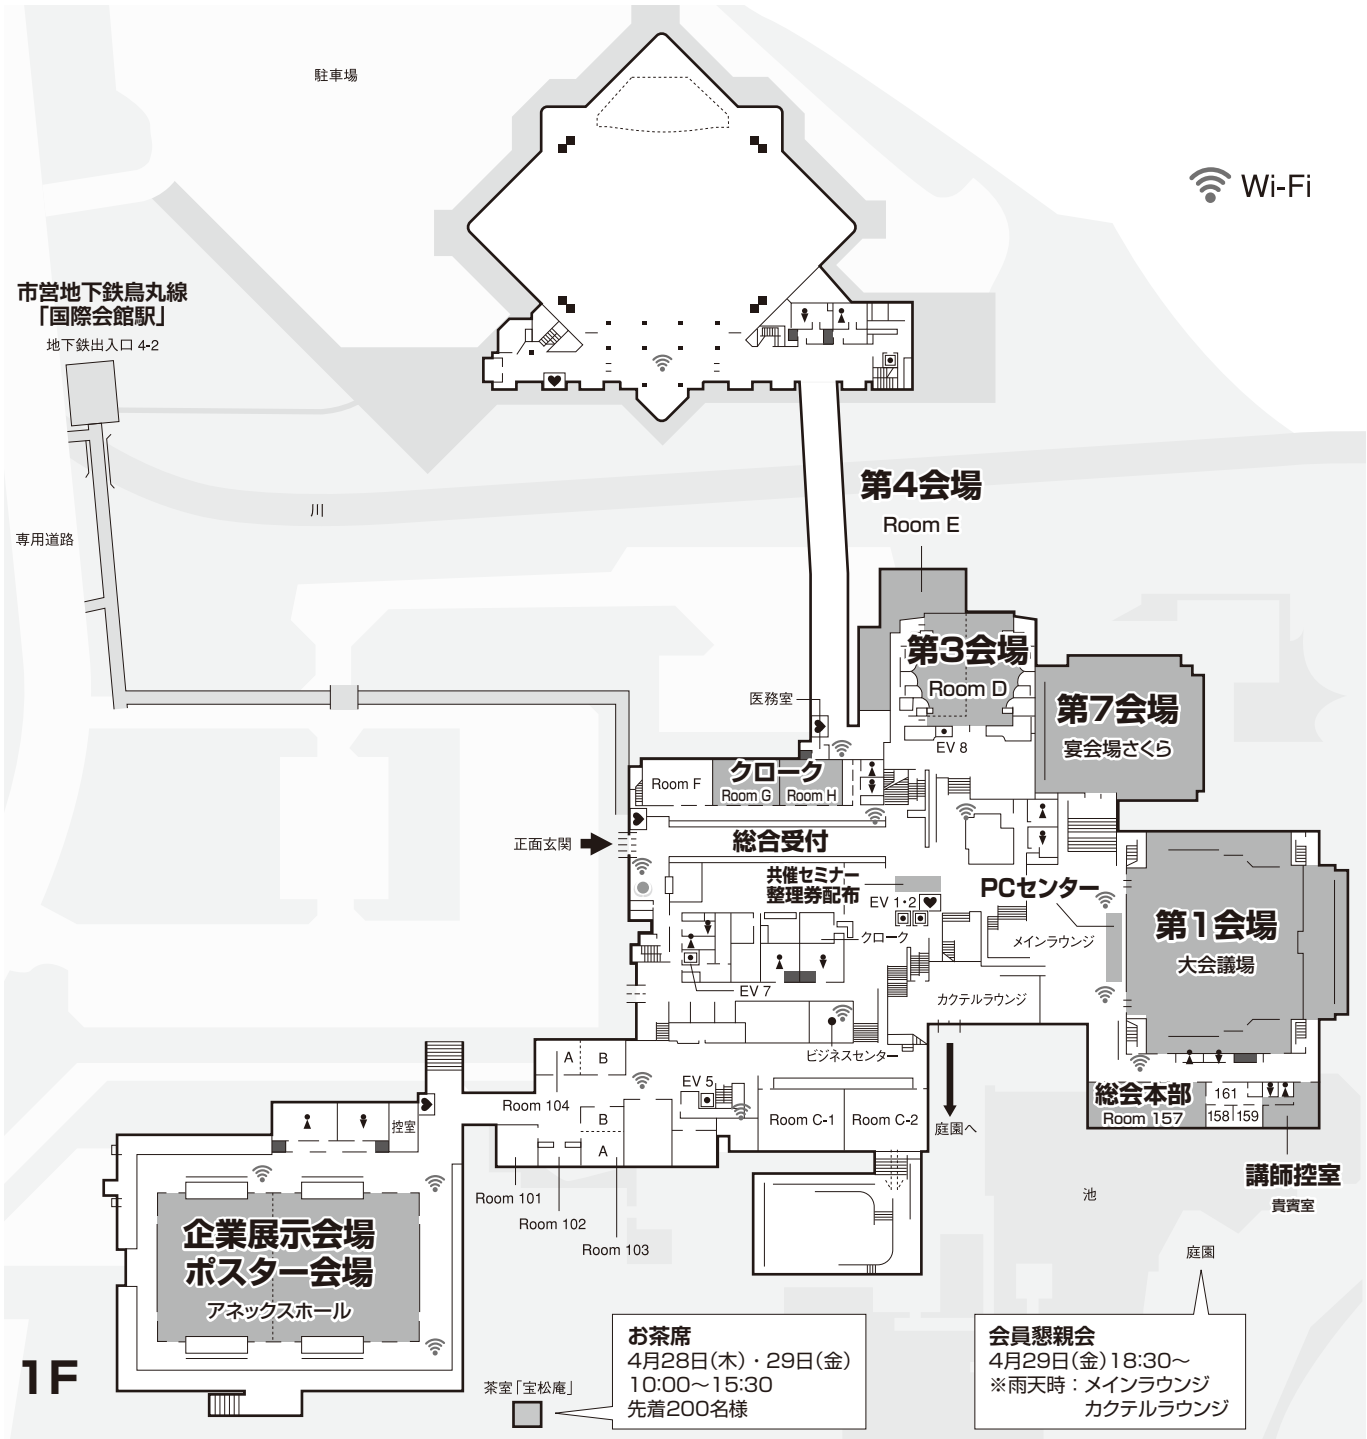 駐車場
Wi-Fi
市営地下鉄烏丸線
「国際会館駅」
地下鉄出入口 4-2
第4会場
Room E
川
専用道路
第3会場
Room D
医務室
第7会場
宴会場さくら
EV 8
クローク
Room F
Room G
Room H
正面玄関
総合受付
共催セミナー
整理券配布
PCセンター
EV 1・2
第1会場
大会議場
クローク
メインラウンジ
EV 7
カクテルラウンジ
ビジネスセンター
A
B
Room 104
EV 5
総会本部
Room 157
161
158
159
控室
B
A
Room C-1
Room C-2
庭園へ
講師控室
貴賓室
Room 101
Room 102
Room 103
池
庭園
企業展示会場
ポスター会場
アネックスホール
1F
茶室「宝松庵」
お茶席
4月28日(木)・29日(金)
10:00〜15:30
先着200名様
会員懇親会
4月29日(金)18:30〜
※雨天時：メインラウンジ
カクテルラウンジ